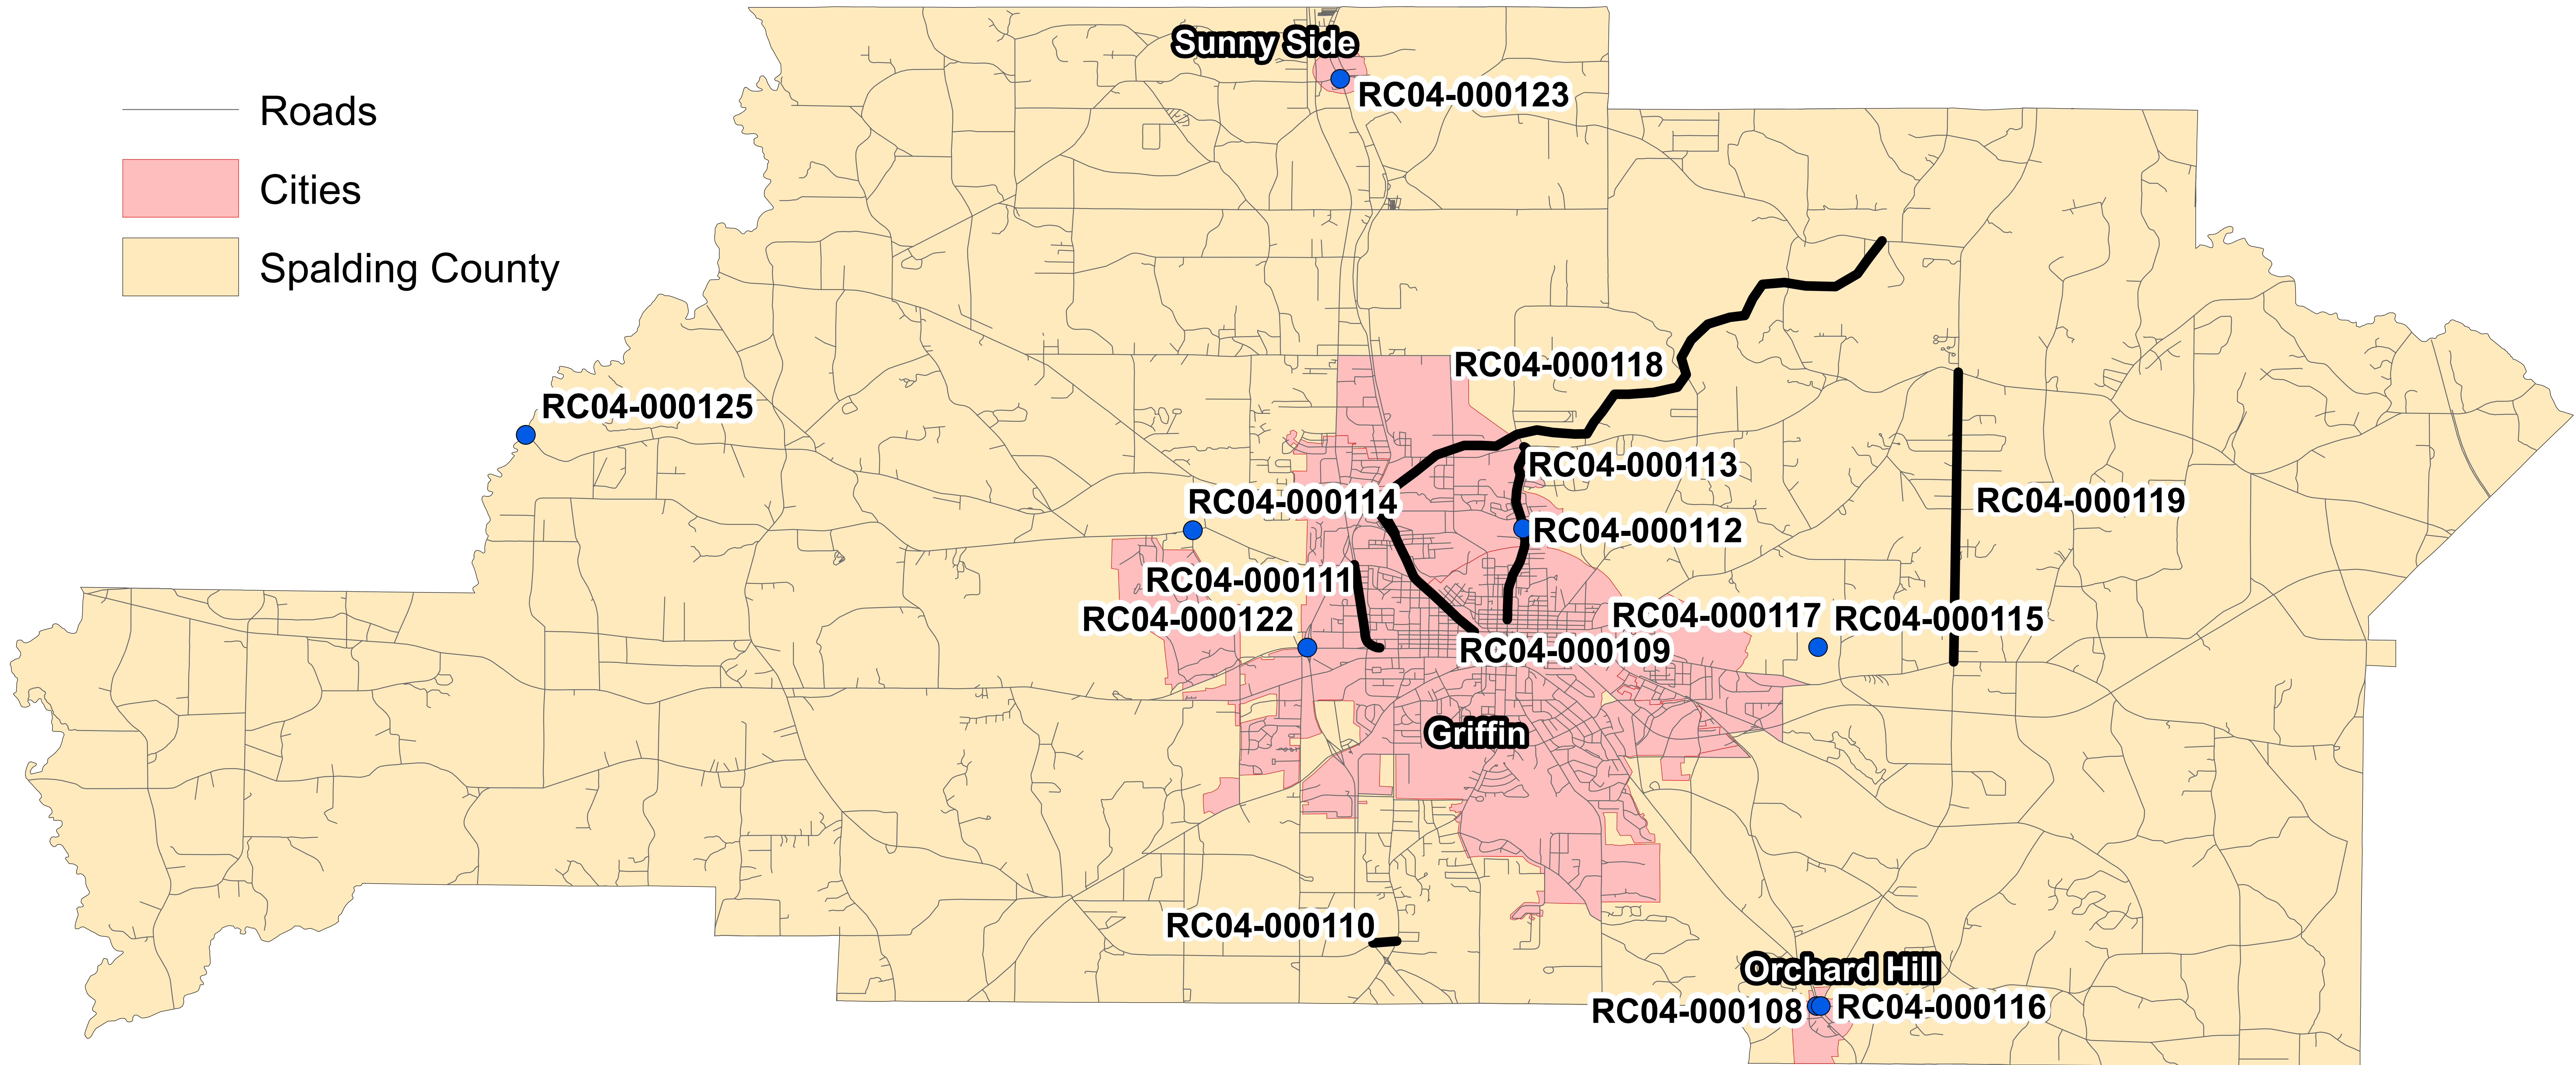 Sunny Side
RC04-000123
Roads
Cities
Spalding County
RC04-000118
RC04-000125
RC04-000113
RC04-000114
RC04-000119
RC04-000112
RC04-000111
RC04-000122
RC04-000117
RC04-000115
RC04-000109
Griffin
RC04-000110
Orchard Hill
RC04-000108
RC04-000116